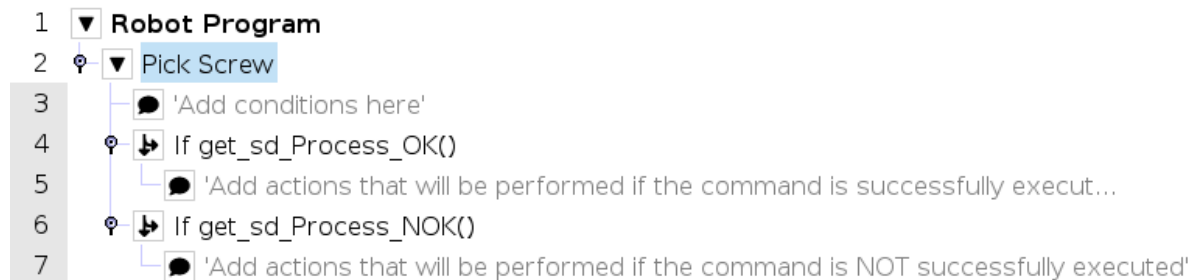 1 Robot Program
2 Pick Screw
3 'Add conditions here'
4 If get_sd_Process_OK()
5 'Add actions that will be performed if the command is successfully execut...
6 If get_sd_Process_NOK()
7 'Add actions that will be performed if the command is NOT successfully executed'